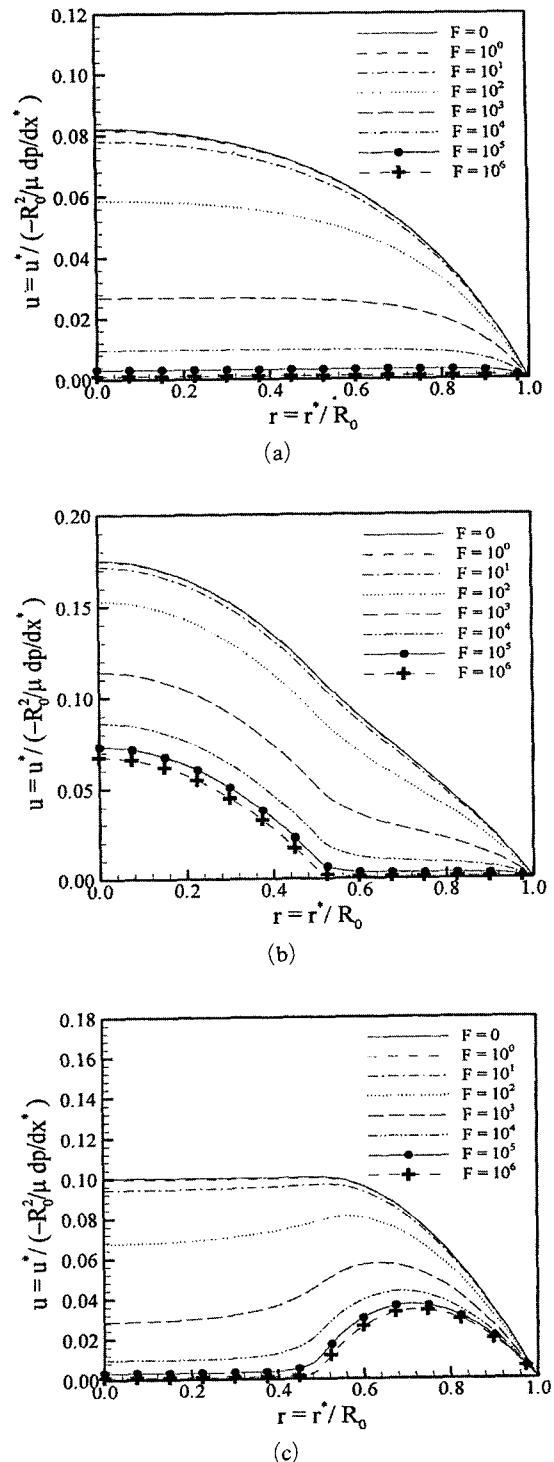 0.12
0.10
0.08
0.06
0.04
0.02
0.00
u = u*/(-R₀²/μ dp/dx*)
F = 0
F = 10⁰
F = 10¹
F = 10²
F = 10³
F = 10⁴
F = 10⁵
F = 10⁶
0.0 0.2 0.4 0.6 0.8 1.0
r = r*/R₀
(a)
0.20
0.15
0.10
0.05
0.00
u = u*/(-R₀²/μ dp/dx*)
F = 0
F = 10⁰
F = 10¹
F = 10²
F = 10³
F = 10⁴
F = 10⁵
F = 10⁶
0.0 0.2 0.4 0.6 0.8 1.0
r = r*/R₀
(b)
0.18
0.16
0.14
0.12
0.10
0.08
0.06
0.04
0.02
0.00
u = u*/(-R₀²/μ dp/dx*)
F = 0
F = 10⁰
F = 10¹
F = 10²
F = 10³
F = 10⁴
F = 10⁵
F = 10⁶
0.0 0.2 0.4 0.6 0.8 1.0
r = r*/R₀
(c)